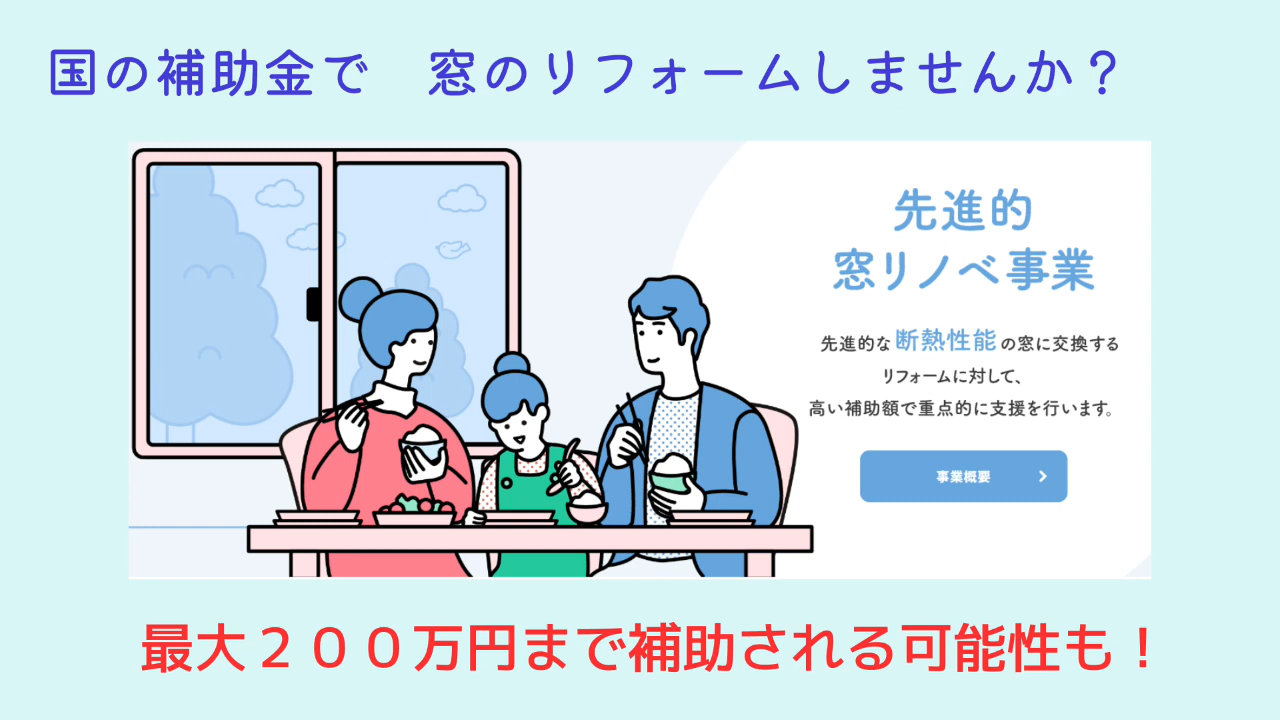 国の補助金で　窓のリフォームしませんか？
先進的
窓リノベ事業
先進的な断熱性能の窓に交換する
リフォームに対して、
高い補助額で重点的に支援を行います。
事業概要
最大２００万円まで補助される可能性も！